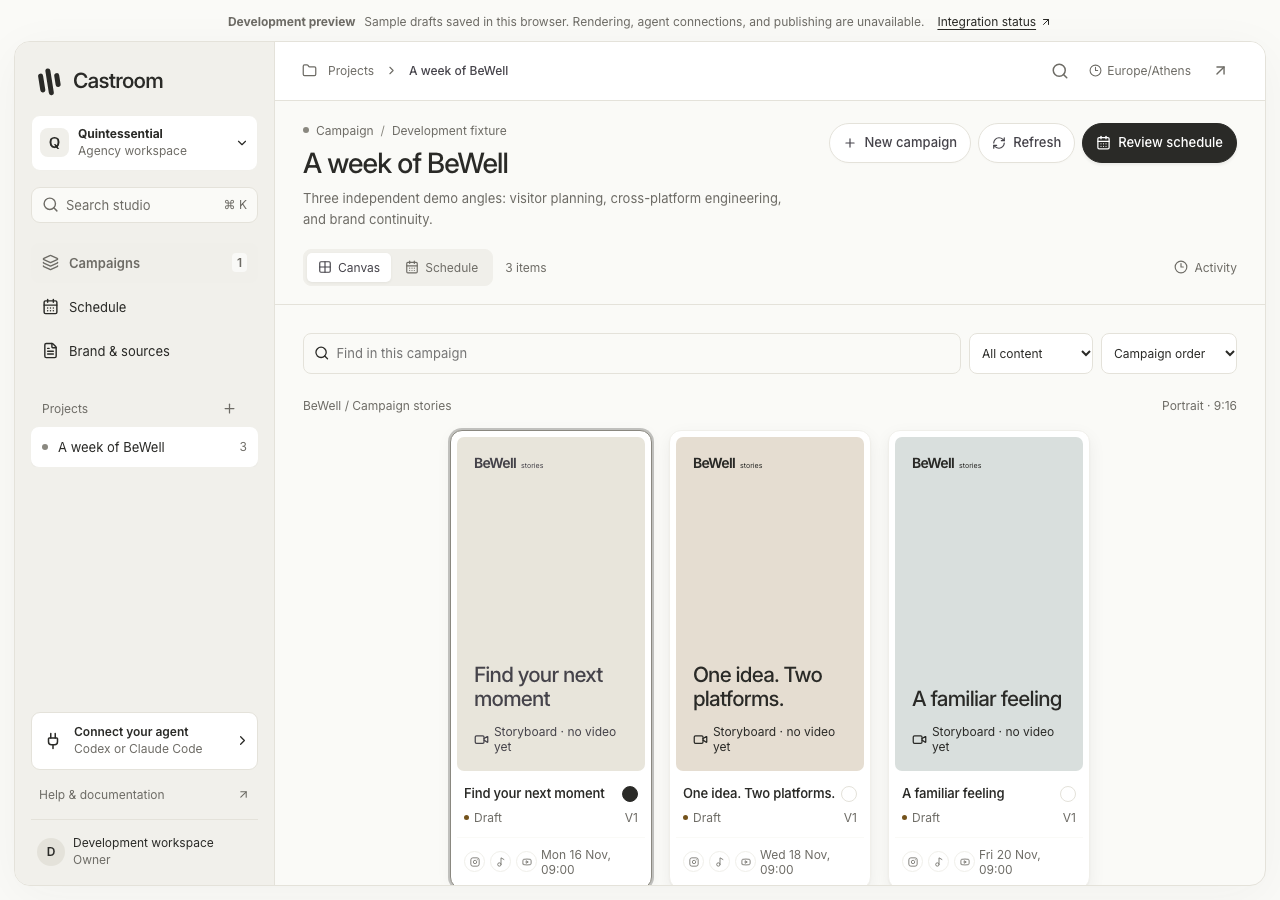 Development preview Sample drafts saved in this browser. Rendering, agent connections, and publishing are unavailable. Integration status
Castroom
Projects A week of BeWell
Europe/Athens
Q
Quintessential
Agency workspace
Search studio ⌘ K
Campaigns 1
Schedule
Brand & sources
Projects
A week of BeWell 3
Connect your agent
Codex or Claude Code
Help & documentation
D
Development workspace
Owner
Campaign / Development fixture
A week of BeWell
Three independent demo angles: visitor planning, cross-platform engineering,
and brand continuity.
New campaign Refresh Review schedule
Canvas Schedule 3 items
Activity
Find in this campaign
All content
Campaign order
BeWell / Campaign stories
Portrait · 9:16
BeWell stories
Find your next
moment
Storyboard · no video
yet
Find your next moment
Draft V1
Mon 16 Nov,
09:00
BeWell stories
One idea. Two
platforms.
Storyboard · no video
yet
One idea. Two platforms.
Draft V1
Wed 18 Nov,
09:00
BeWell stories
A familiar feeling
Storyboard · no video
yet
A familiar feeling
Draft V1
Fri 20 Nov,
09:00